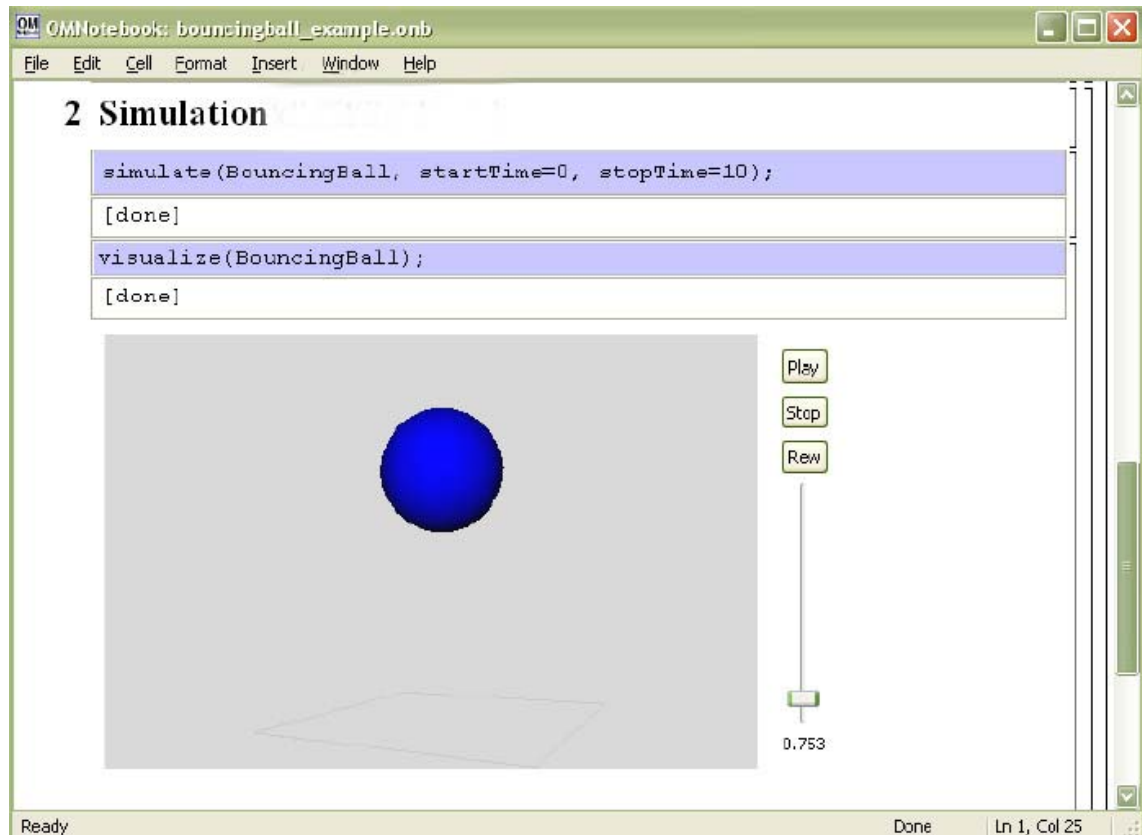 OMNotebook: bouncingball_example.onb
File Edit Cell Format Insert Window Help
2 Simulation
simulate(BouncingBall, startTime=0, stopTime=10);
[done]
visualize(BouncingBall);
[done]
Play
Stop
Rew
0.753
Ready Done Ln 1, Col 25